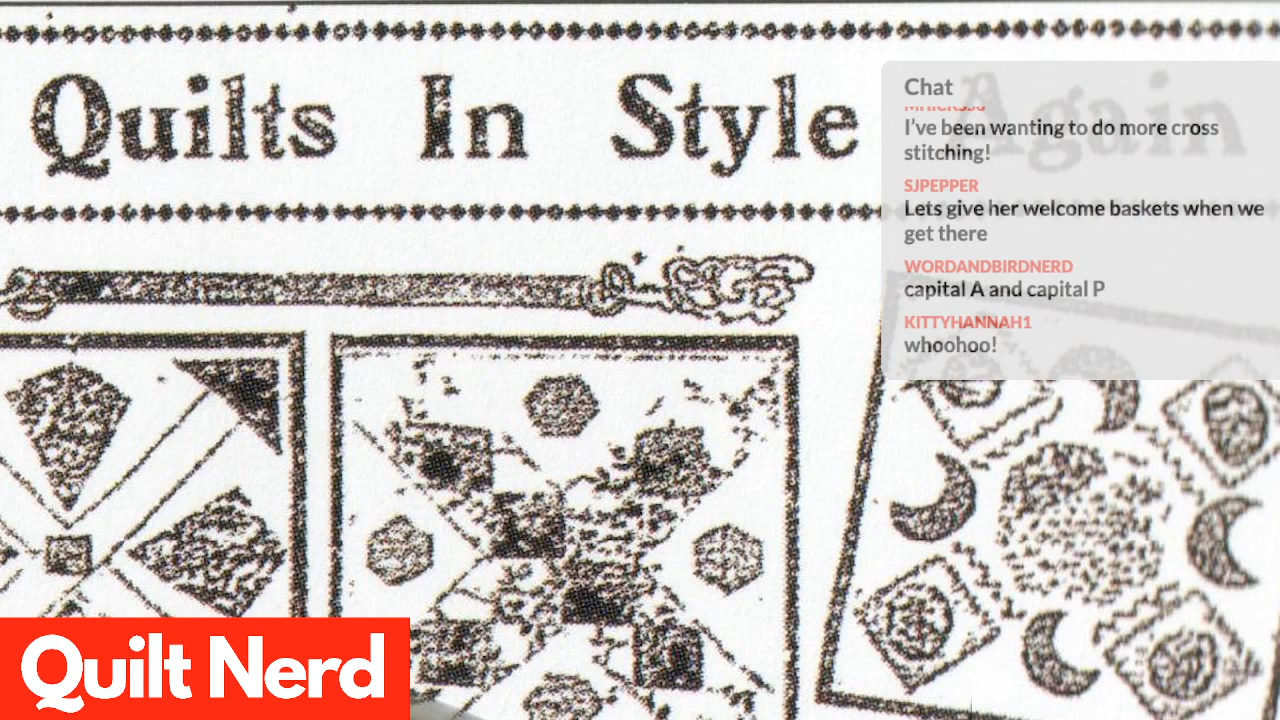 Quilts In Style Again
Chat
I've been wanting to do more cross
stitching!
SJPEPPER
Lets give her welcome baskets when we
get there
WORDANDBIRDNERD
capital A and capital P
KITTYHANNAH1
whoohoo!
Quilt Nerd